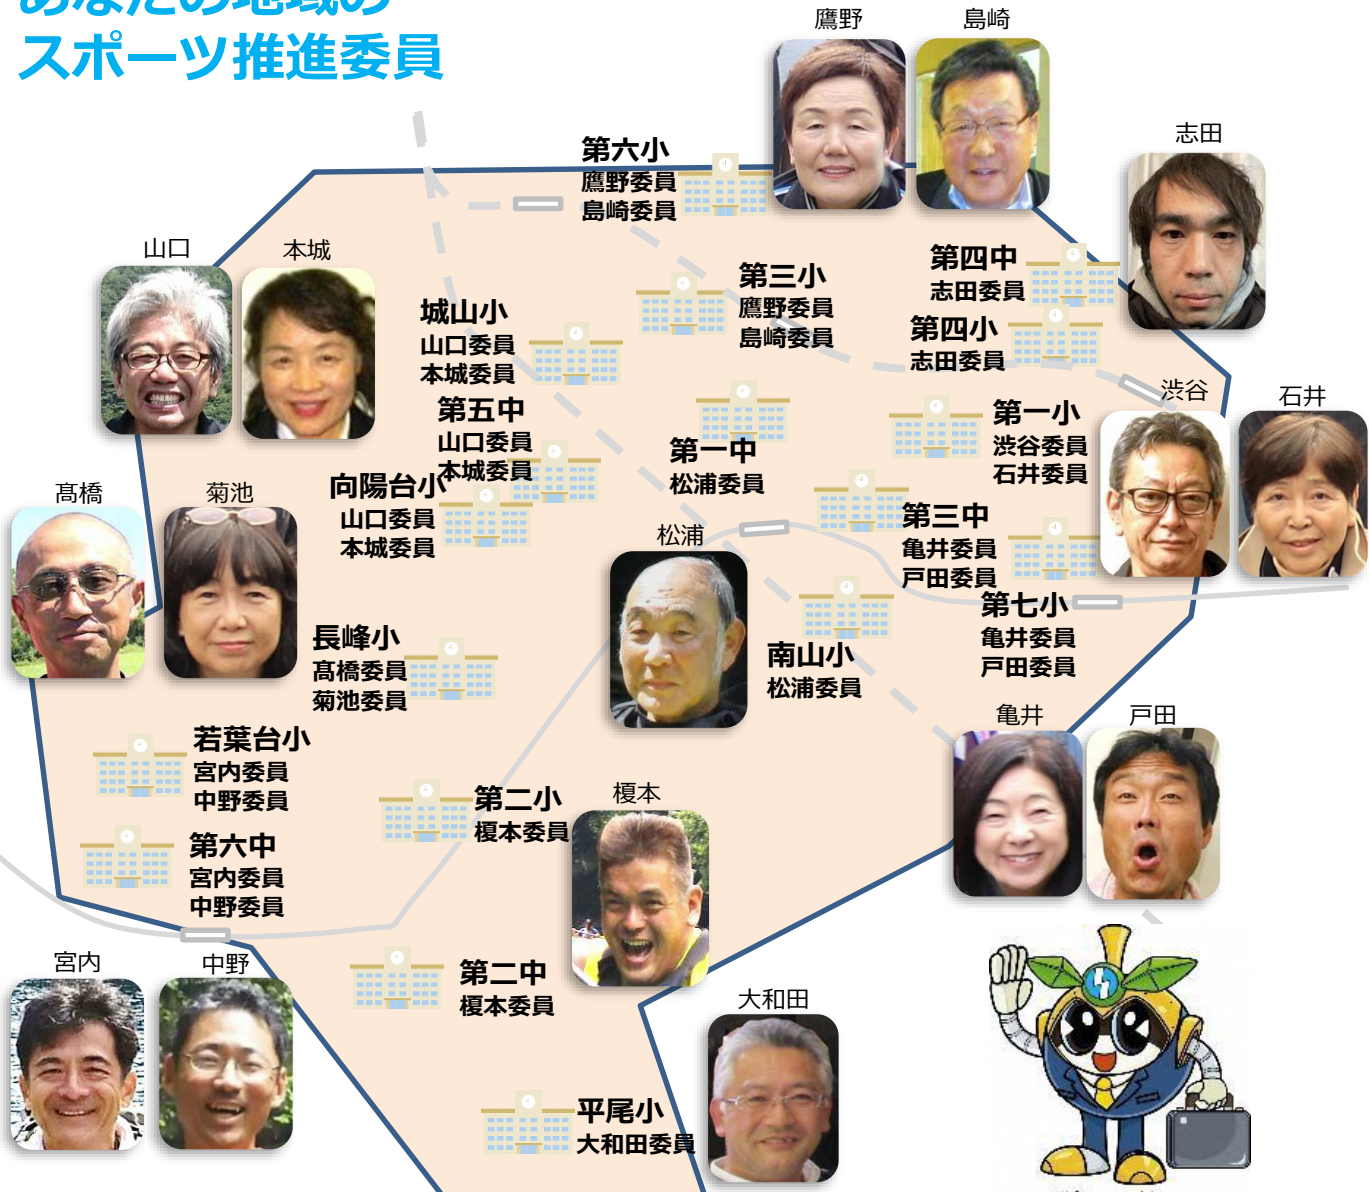 あなたの地域の
スポーツ推進委員
鷹野
島崎
志田
第六小
鷹野委員
島崎委員
山口
本城
第三小
鷹野委員
島崎委員
第四中
志田委員
第四小
志田委員
城山小
山口委員
本城委員
渋谷
石井
第五中
山口委員
本城委員
第一中
松浦委員
第一小
渋谷委員
石井委員
髙橋
菊池
向陽台小
山口委員
本城委員
松浦
第三中
亀井委員
戸田委員
第七小
亀井委員
戸田委員
長峰小
髙橋委員
菊池委員
南山小
松浦委員
亀井
戸田
若葉台小
宮内委員
中野委員
第二小
榎本委員
榎本
第六中
宮内委員
中野委員
宮内
中野
第二中
榎本委員
大和田
平尾小
大和田委員